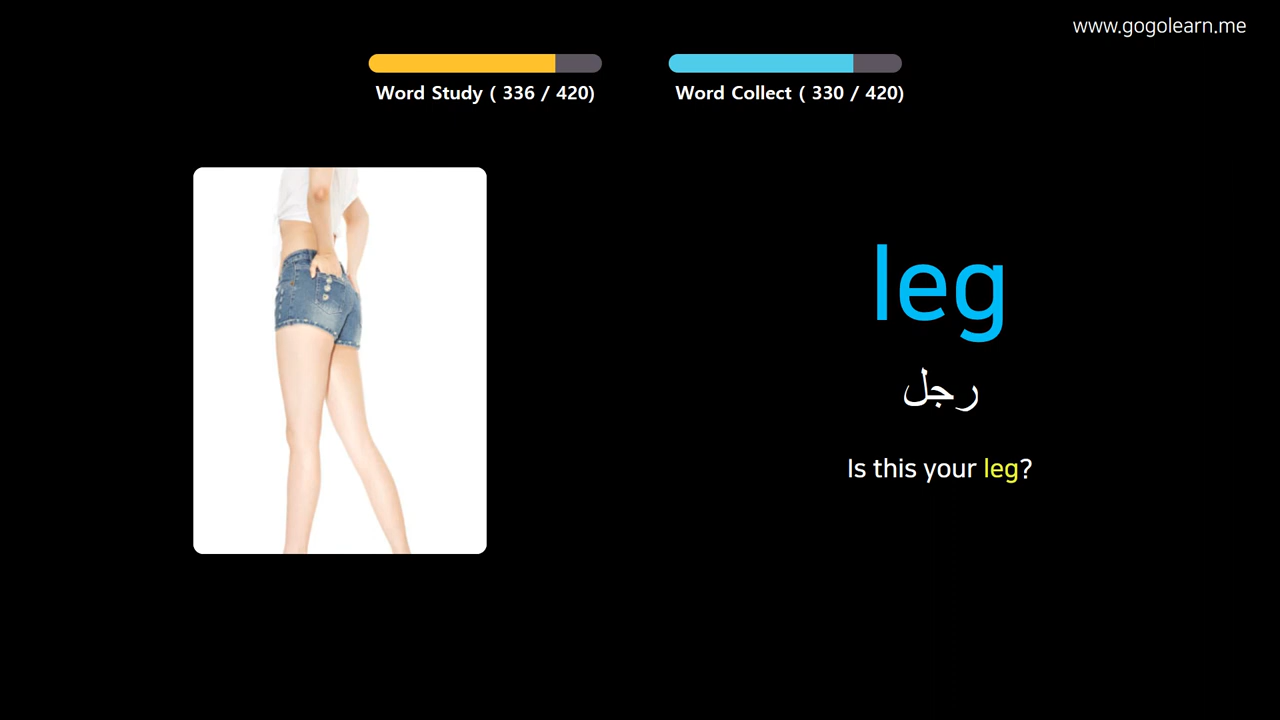 www.gogolearn.me
Word Study ( 336 / 420)
Word Collect ( 330 / 420)
leg
رجل
Is this your leg?